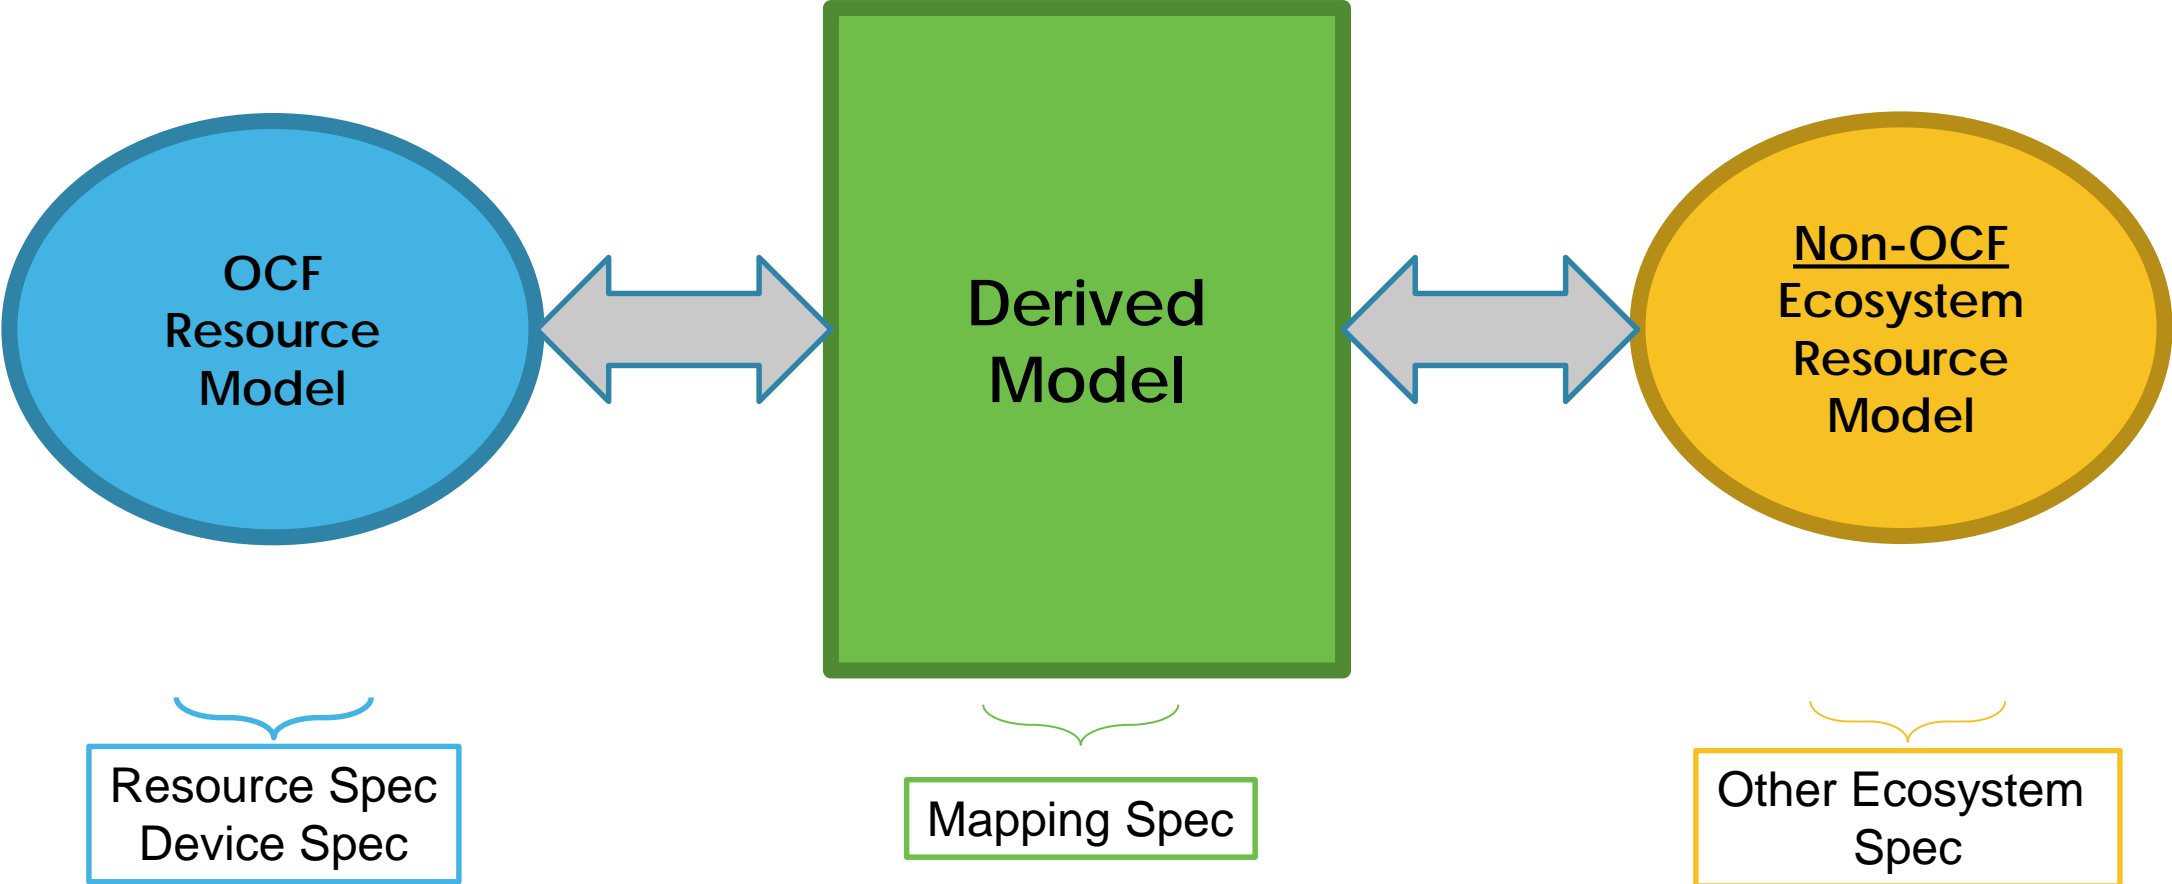 OCF
Resource
Model
Derived
Model
Non-OCF
Ecosystem
Resource
Model
Resource Spec
Device Spec
Mapping Spec
Other Ecosystem
Spec